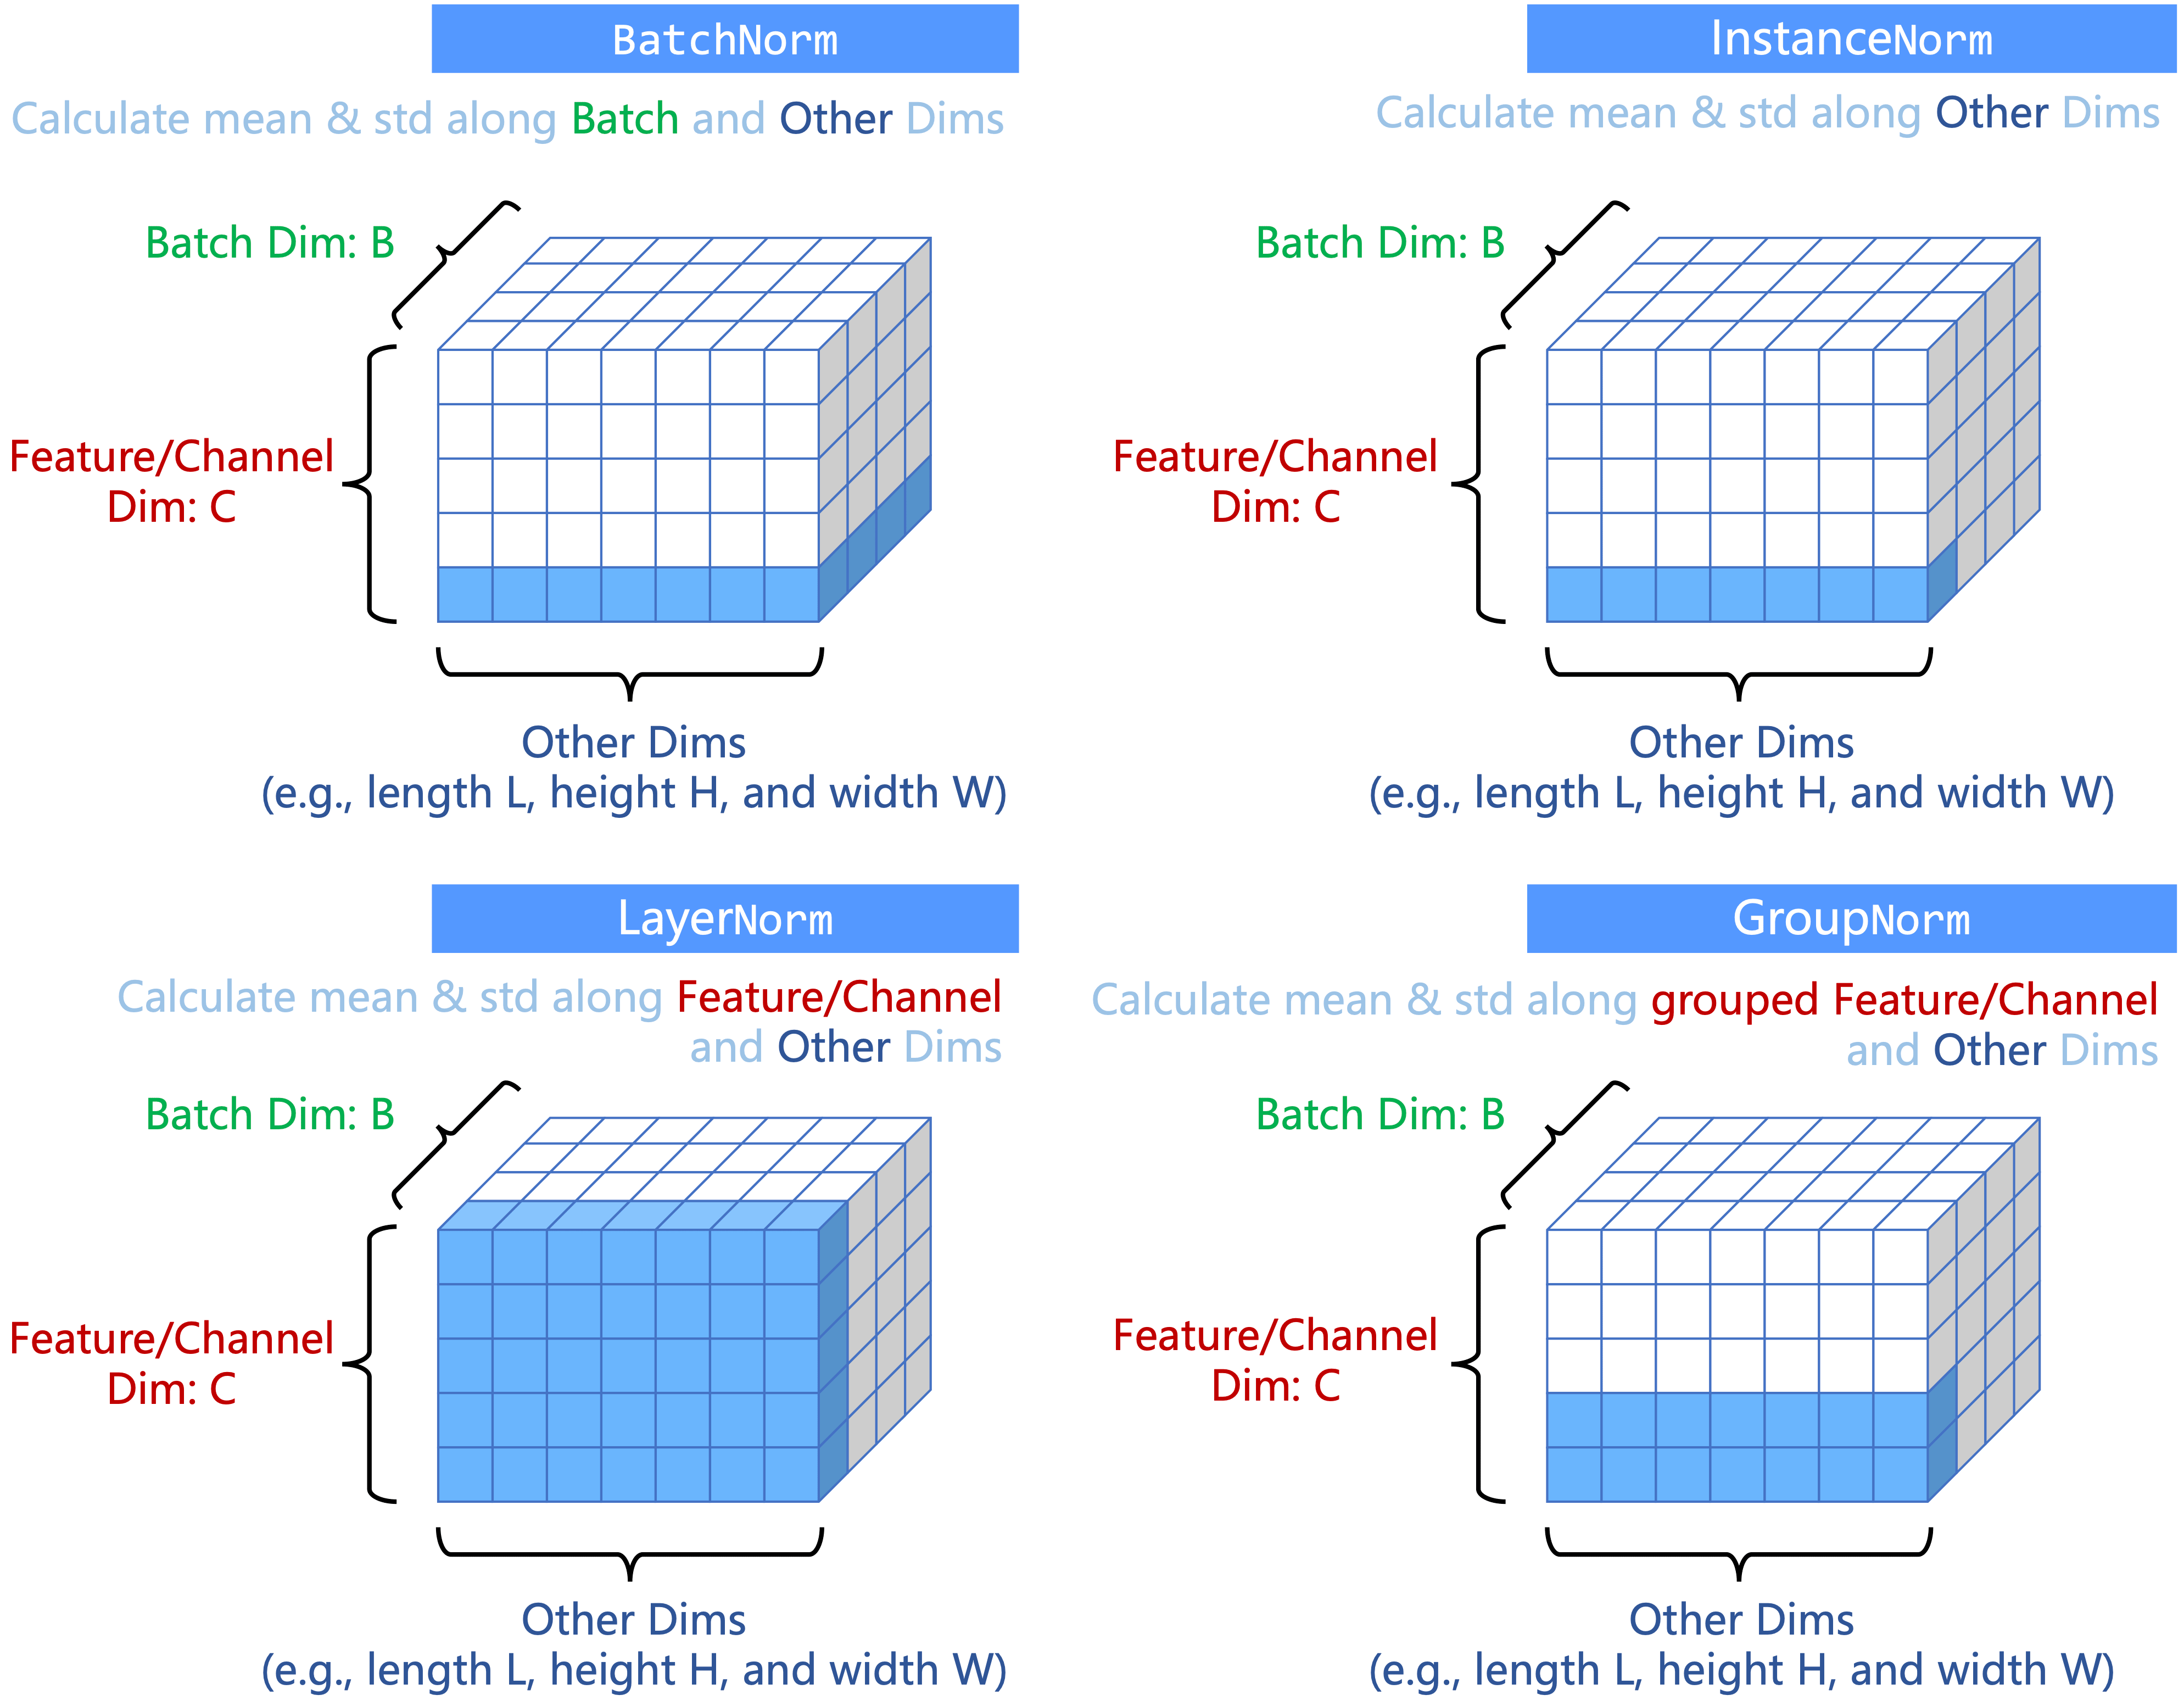 BatchNorm
Calculate mean & std along Batch and Other Dims
Batch Dim: B
Feature/Channel
Dim: C
Other Dims
(e.g., length L, height H, and width W)
InstanceNorm
Calculate mean & std along Other Dims
Batch Dim: B
Feature/Channel
Dim: C
Other Dims
(e.g., length L, height H, and width W)
LayerNorm
Calculate mean & std along Feature/Channel
and Other Dims
Batch Dim: B
Feature/Channel
Dim: C
Other Dims
(e.g., length L, height H, and width W)
GroupNorm
Calculate mean & std along grouped Feature/Channel
and Other Dims
Batch Dim: B
Feature/Channel
Dim: C
Other Dims
(e.g., length L, height H, and width W)